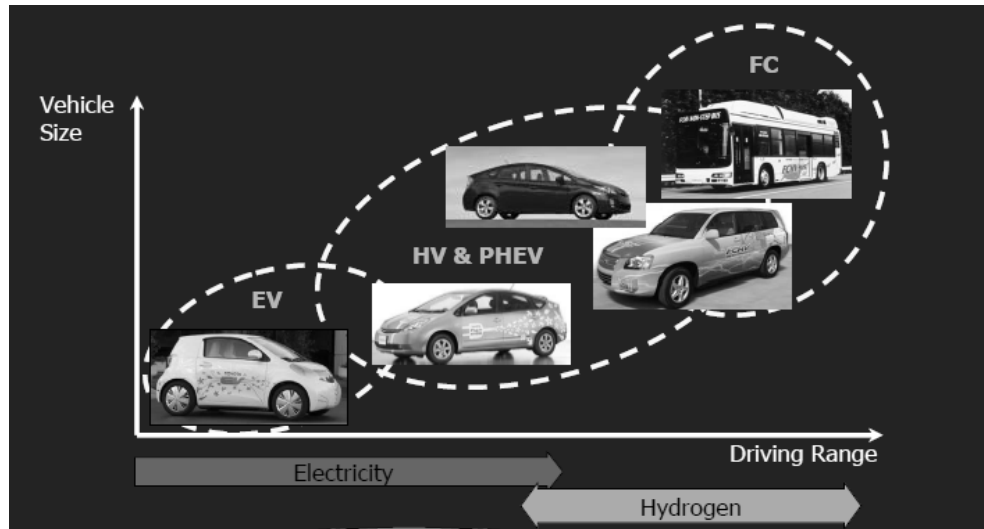 FC
Vehicle
Size
HV & PHEV
EV
Driving Range
Electricity
Hydrogen